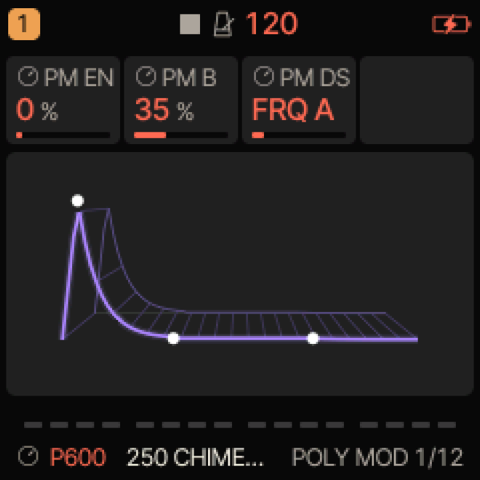 1 120
PM EN PM B PM DS
0 % 35 % FRQ A
P600 250 CHIME... POLY MOD 1/12